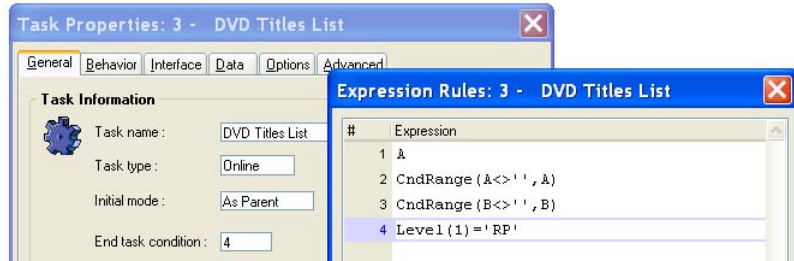 Task Properties: 3 - DVD Titles List
General Behavior Interface Data Options Advanced
Task Information
Task name : DVD Titles List
Task type : Online
Initial mode : As Parent
End task condition : 4
Expression Rules: 3 - DVD Titles List
# Expression
1 A
2 CndRange(A<>'',A)
3 CndRange(B<>'',B)
4 Level(1)='RP'